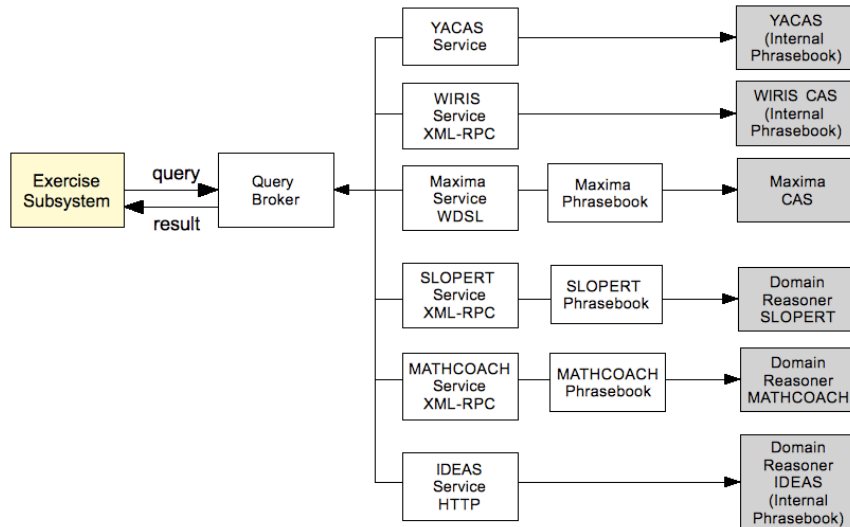 YACAS
Service
YACAS
(Internal
Phrasebook)
WIRIS
Service
XML-RPC
WIRIS CAS
(Internal
Phrasebook)
Exercise
Subsystem
query
result
Query
Broker
Maxima
Service
WDSL
Maxima
Phrasebook
Maxima
CAS
SLOPERT
Service
XML-RPC
SLOPERT
Phrasebook
Domain
Reasoner
SLOPERT
MATHCOACH
Service
XML-RPC
MATHCOACH
Phrasebook
Domain
Reasoner
MATHCOACH
IDEAS
Service
HTTP
Domain
Reasoner
IDEAS
(Internal
Phrasebook)